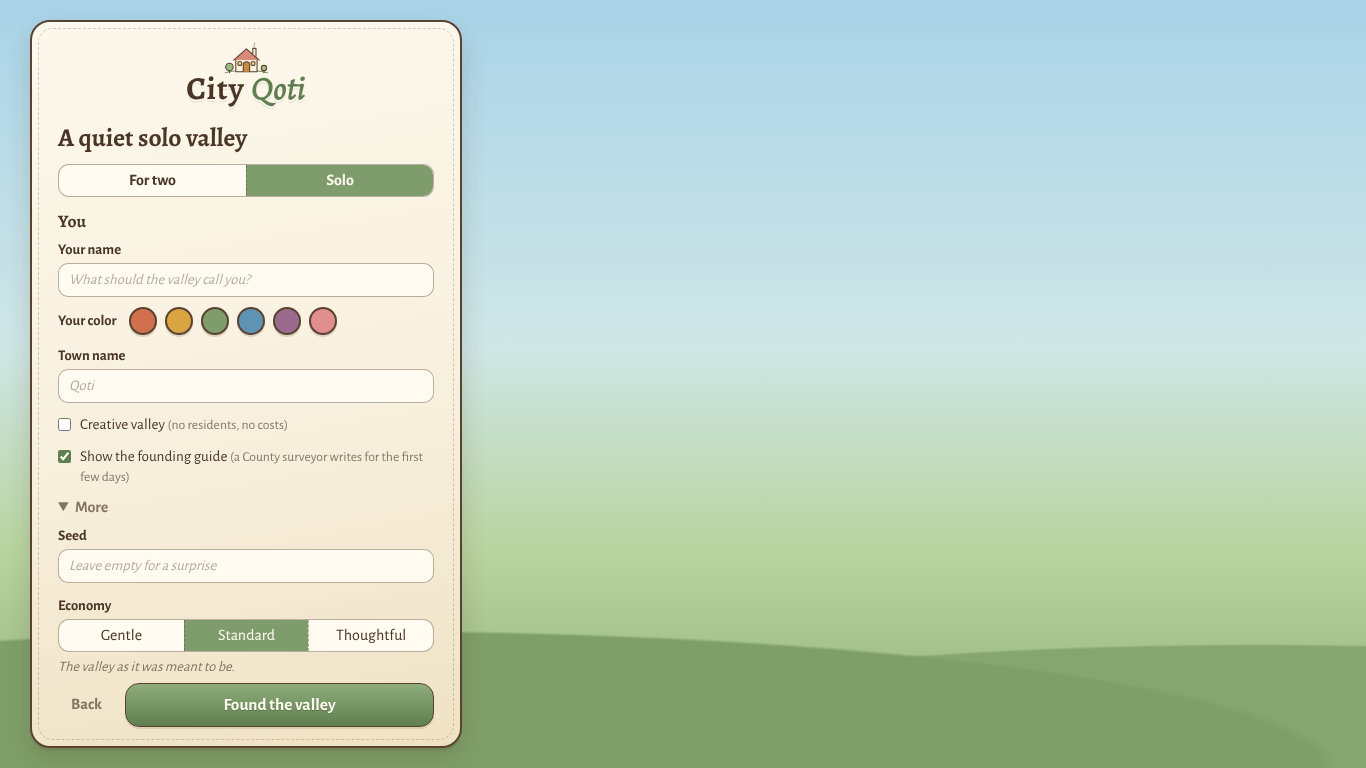 City Qoti
A quiet solo valley
For two
Solo
You
Your name
What should the valley call you?
Your color
Town name
Qoti
Creative valley (no residents, no costs)
Show the founding guide (a County surveyor writes for the first
few days)
More
Seed
Leave empty for a surprise
Economy
Gentle
Standard
Thoughtful
The valley as it was meant to be.
Back
Found the valley